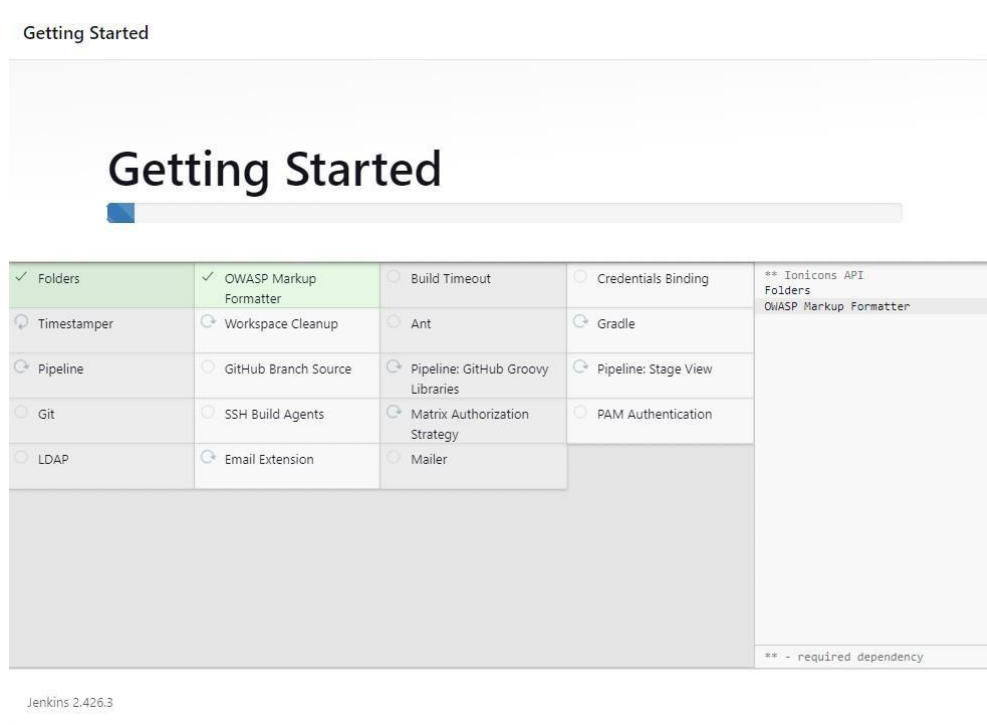 Getting Started
Getting Started
Folders
OWASP Markup
Formatter
Build Timeout
Credentials Binding
Timestamper
Workspace Cleanup
Ant
Gradle
Pipeline
GitHub Branch Source
Pipeline: GitHub Groovy
Libraries
Pipeline: Stage View
Git
SSH Build Agents
Matrix Authorization
Strategy
PAM Authentication
LDAP
Email Extension
Mailer
** Ionicons API
Folders
OWASP Markup Formatter
** - required dependency
Jenkins 2.426.3